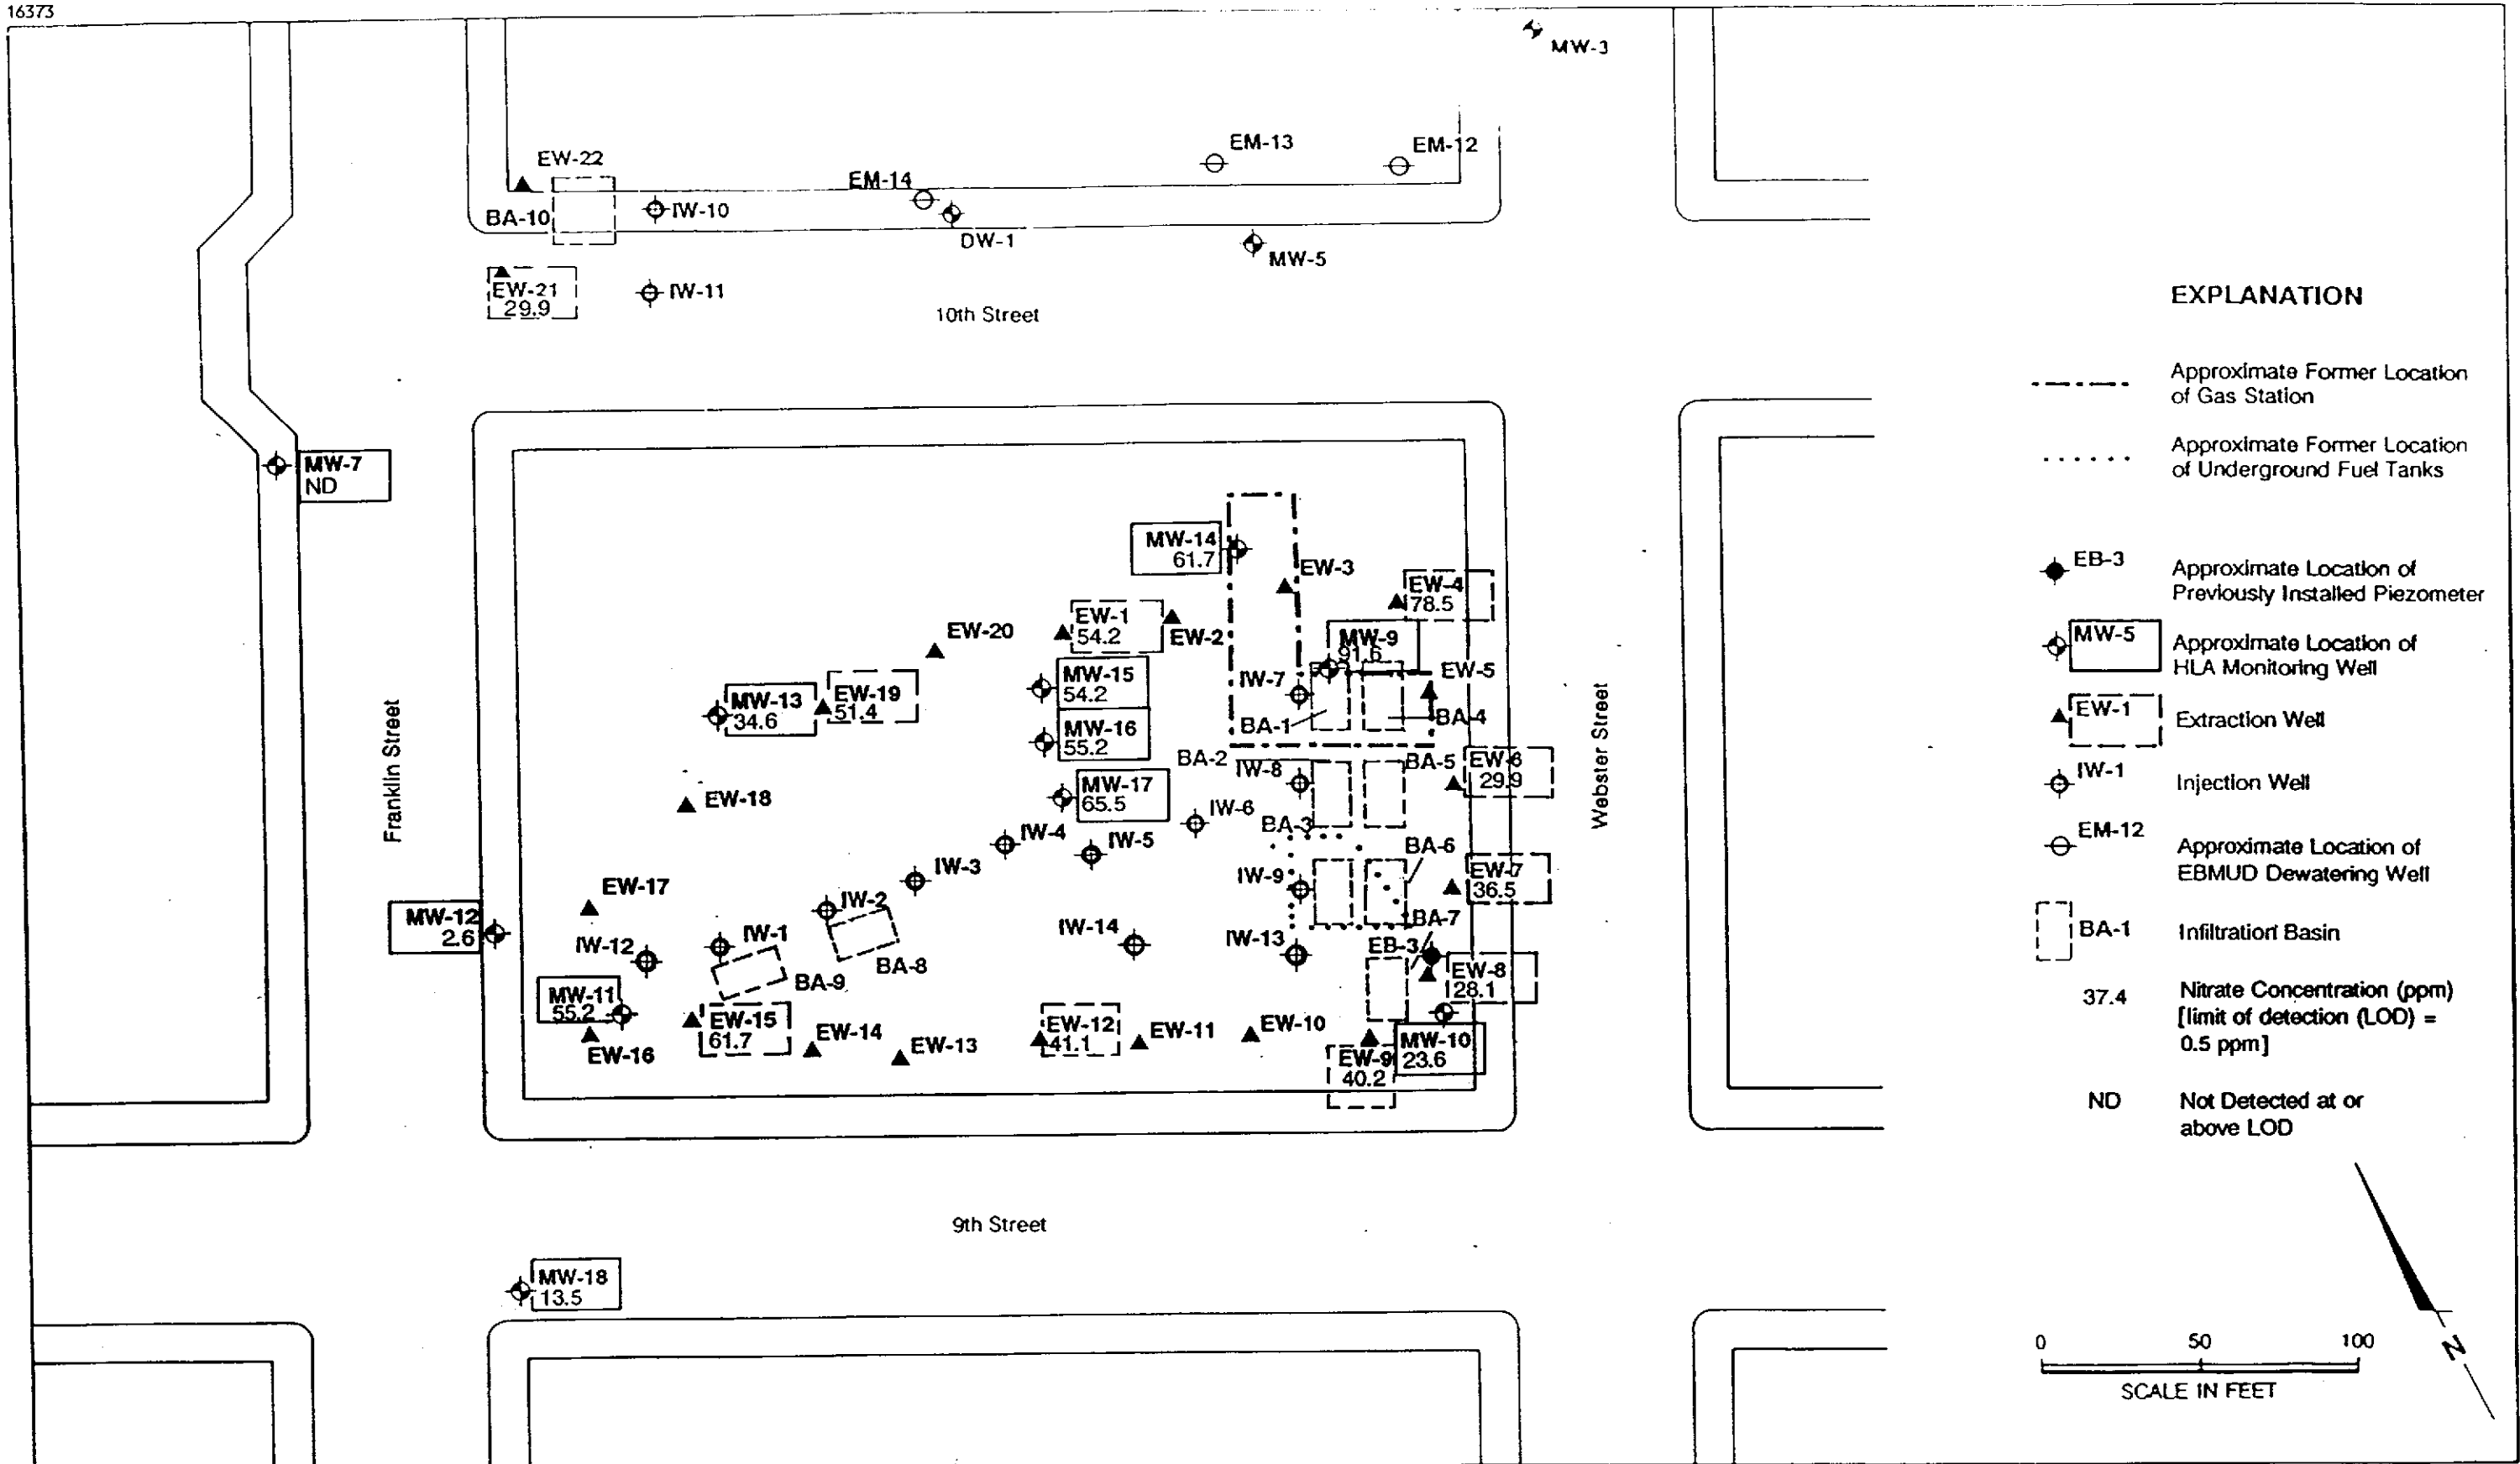 16373
MW-3
EM-13
EM-12
EW-22
EM-14
BA-10
IW-10
DW-1
MW-5
EW-21
29.9
IW-11
10th Street
MW-7
ND
MW-14
61.7
EW-3
EW-4
78.5
EW-1
54.2
EW-2
EW-20
MW-9
91.6
EW-5
MW-15
54.2
IW-7
MW-13
34.6
EW-19
51.4
BA-1
BA-4
MW-16
55.2
BA-2
IW-8
BA-5
EW-6
29.9
Franklin Street
Webster Street
EW-18
MW-17
65.5
IW-6
BA-3
IW-4
IW-5
BA-6
IW-3
EW-7
36.5
IW-9
EW-17
IW-2
MW-12
2.6
BA-7
IW-12
IW-1
IW-14
IW-13
EB-3
BA-8
BA-9
EW-8
28.1
MW-11
55.2
EW-15
61.7
EW-16
EW-14
EW-13
EW-12
41.1
EW-11
EW-10
EW-9
40.2
MW-10
23.6
9th Street
MW-18
13.5
EXPLANATION
Approximate Former Location
of Gas Station
Approximate Former Location
of Underground Fuel Tanks
EB-3
Approximate Location of
Previously Installed Piezometer
MW-5
Approximate Location of
HLA Monitoring Well
EW-1
Extraction Well
IW-1
Injection Well
EM-12
Approximate Location of
EBMUD Dewatering Well
BA-1
Infiltration Basin
37.4
Nitrate Concentration (ppm)
[limit of detection (LOD) =
0.5 ppm]
ND
Not Detected at or
above LOD
N
0 50 100
SCALE IN FEET